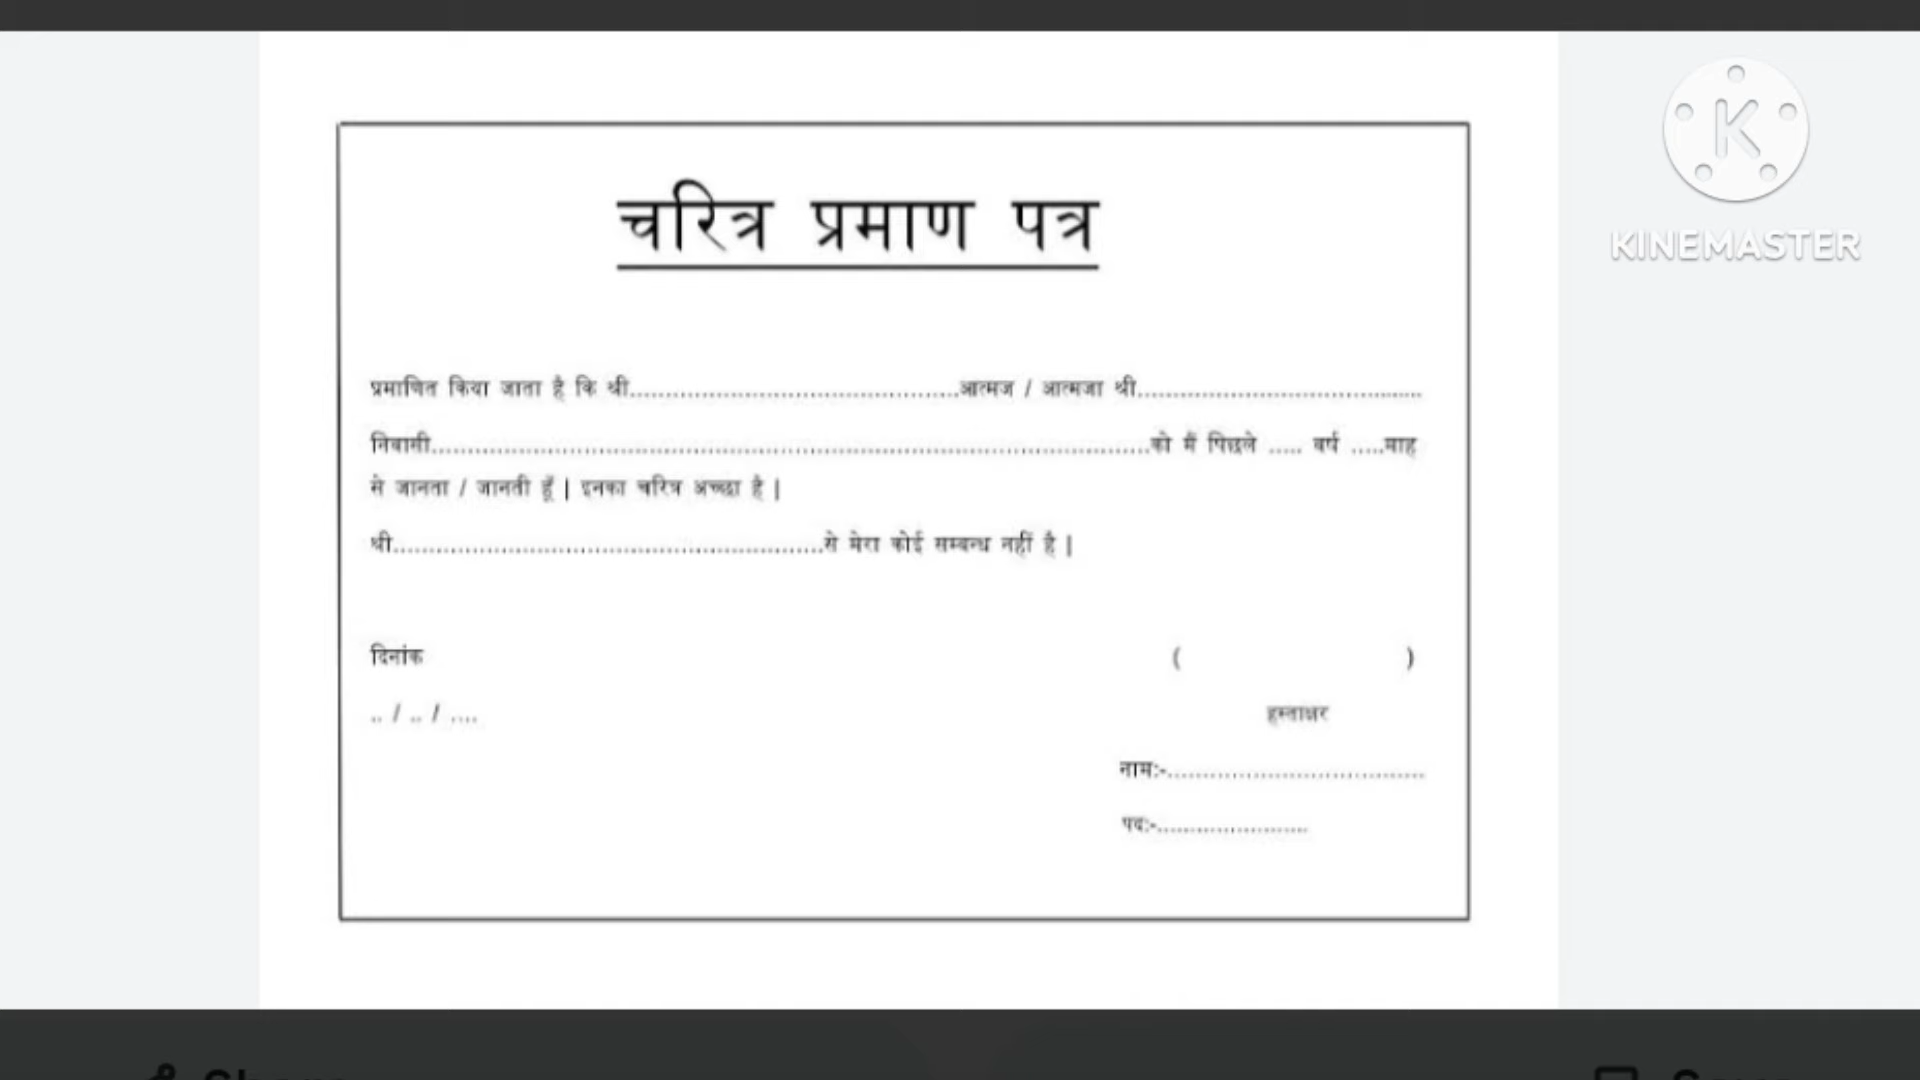 KINEMASTER
चरित्र प्रमाण पत्र
प्रमाणित किया जाता है कि श्री.............................................आत्मज / आत्मजा श्री.......................................
निवासी....................................................................................................को मैं पिछले ..... वर्ष .....माह
से जानता / जानती हूँ | इनका चरित्र अच्छा है |
श्री............................................................से मेरा कोई सम्बन्ध नहीं है |
दिनांक ( )
.. / .. / .... हस्ताक्षर
नामः-....................................
पदः-.....................